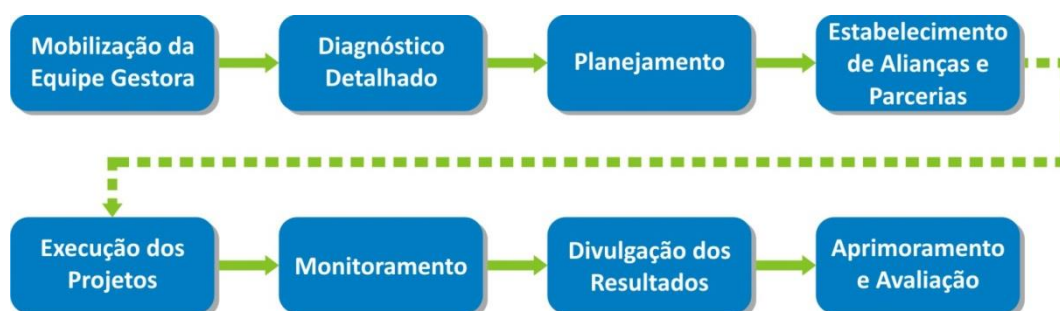 Mobilização da
Equipe Gestora
Diagnóstico
Detalhado
Planejamento
Estabelecimento
de Alianças e
Parcerias
Execução dos
Projetos
Monitoramento
Divulgação dos
Resultados
Aprimoramento
e Avaliação